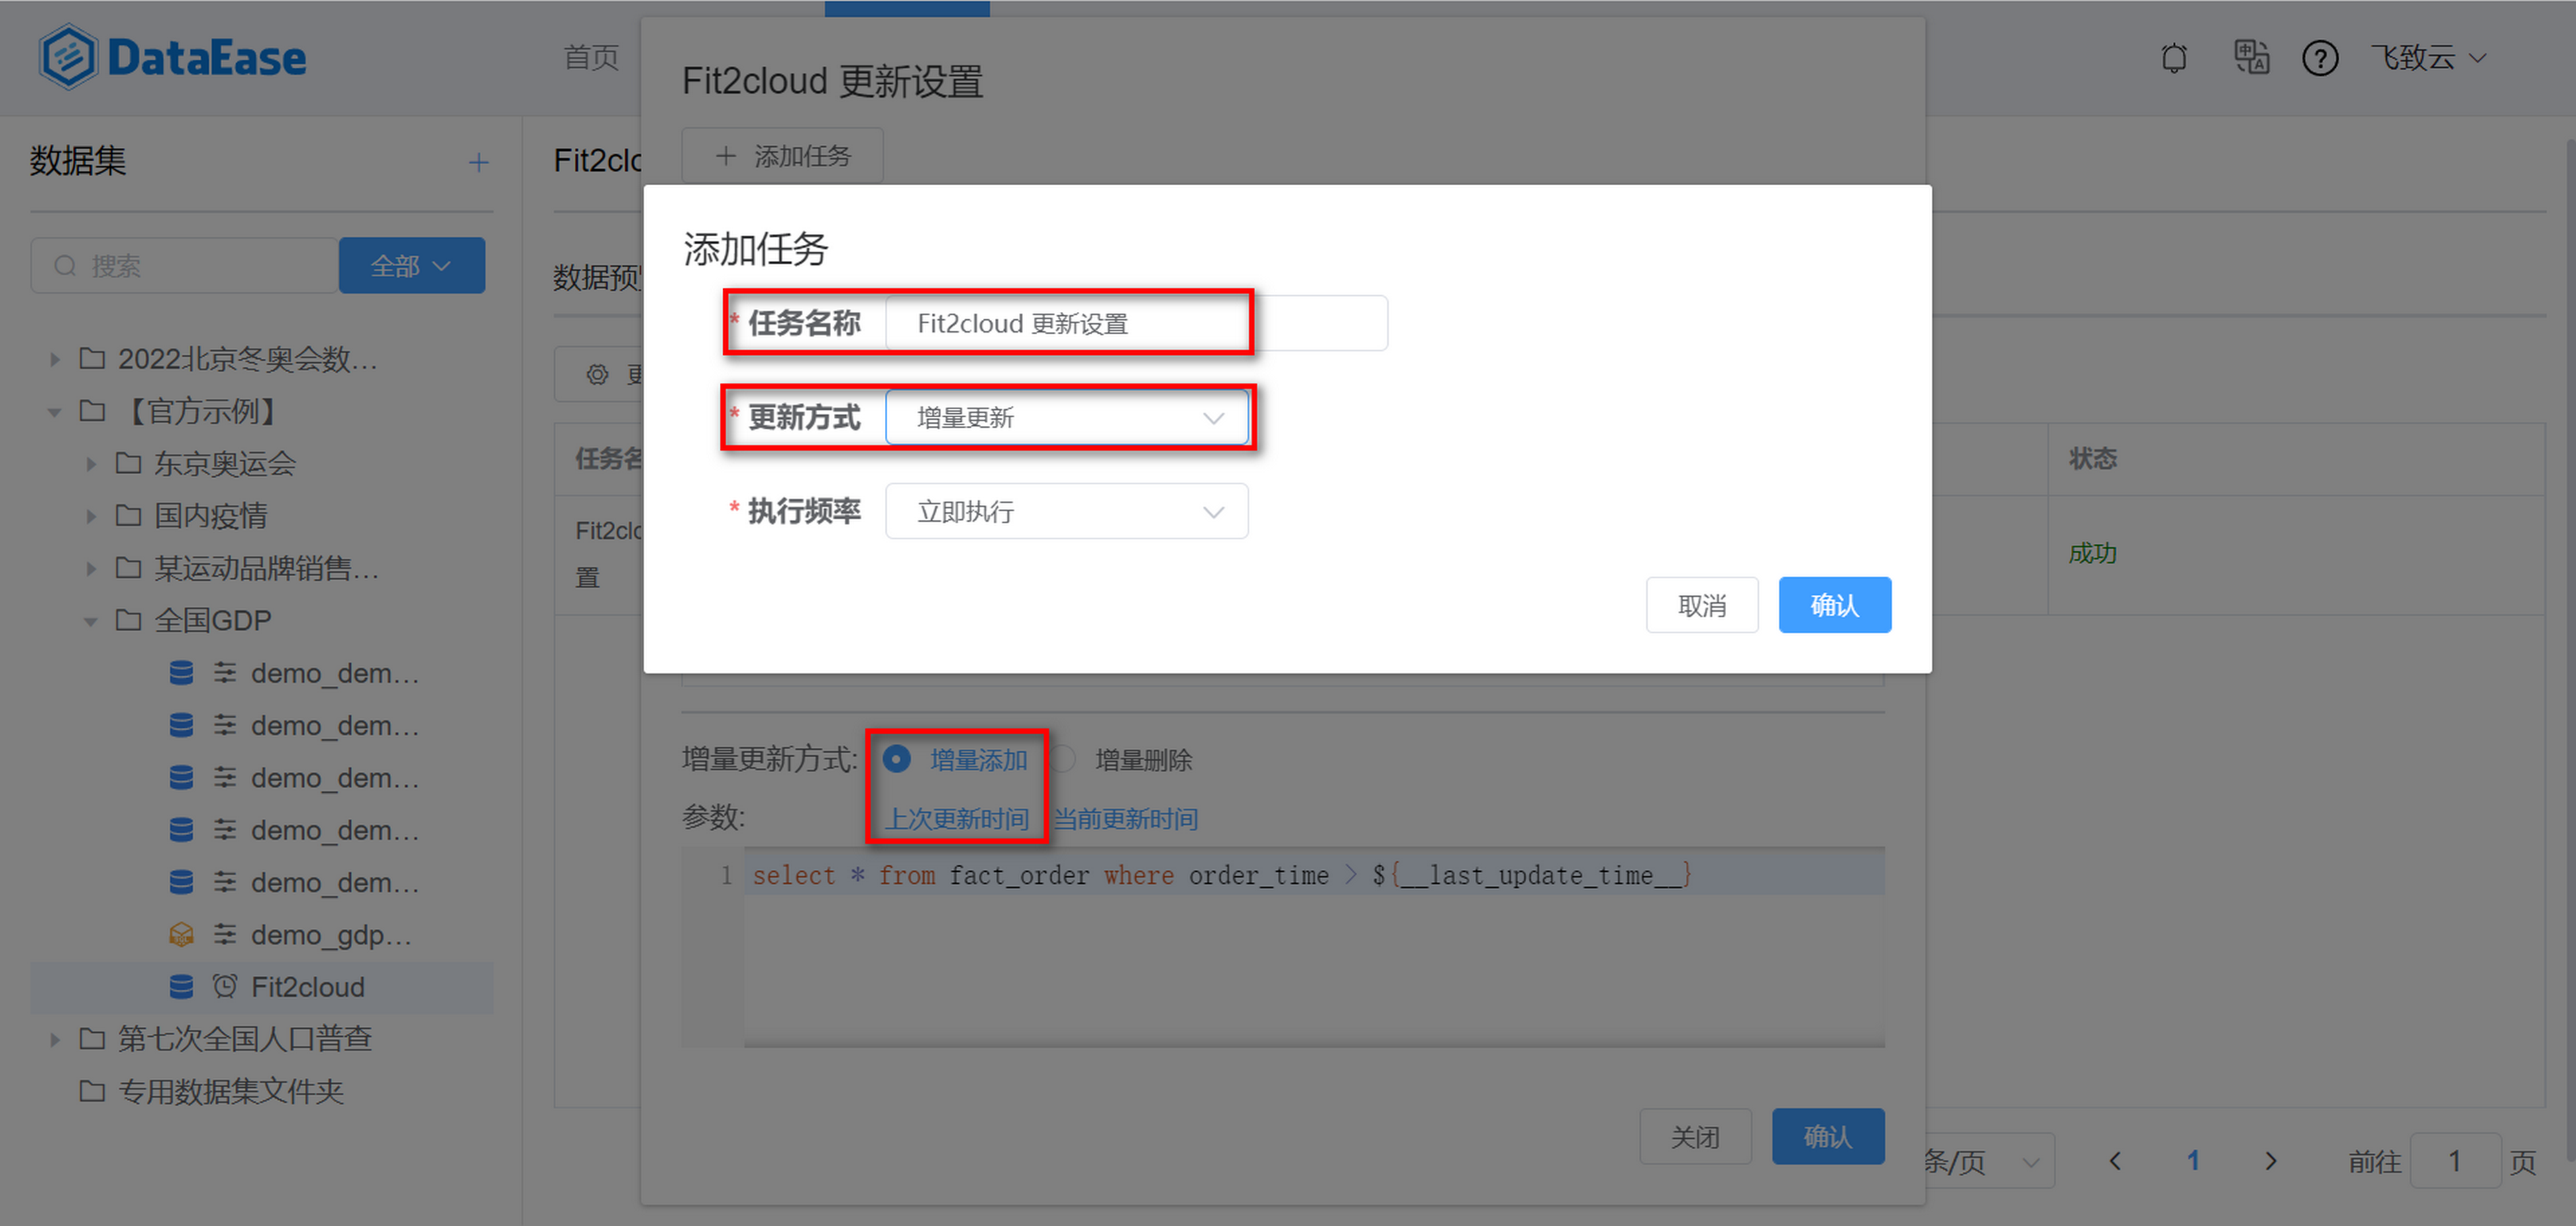 DataEase
首页
飞致云
数据集
搜索
全部
2022北京冬奥会数...
【官方示例】
东京奥运会
国内疫情
某运动品牌销售...
全国GDP
demo_dem...
demo_dem...
demo_dem...
demo_dem...
demo_dem...
demo_gdp...
Fit2cloud
第七次全国人口普查
专用数据集文件夹
Fit2clo
数据预
更
任务名
状态
Fit2clo
置
成功
Fit2cloud 更新设置
添加任务
添加任务
* 任务名称 Fit2cloud 更新设置
* 更新方式 增量更新
* 执行频率 立即执行
取消 确认
增量更新方式: 增量添加 增量删除
参数: 上次更新时间 当前更新时间
1 select * from fact_order where order_time > ${__last_update_time__}
关闭 确认
条/页 1 前往 1 页